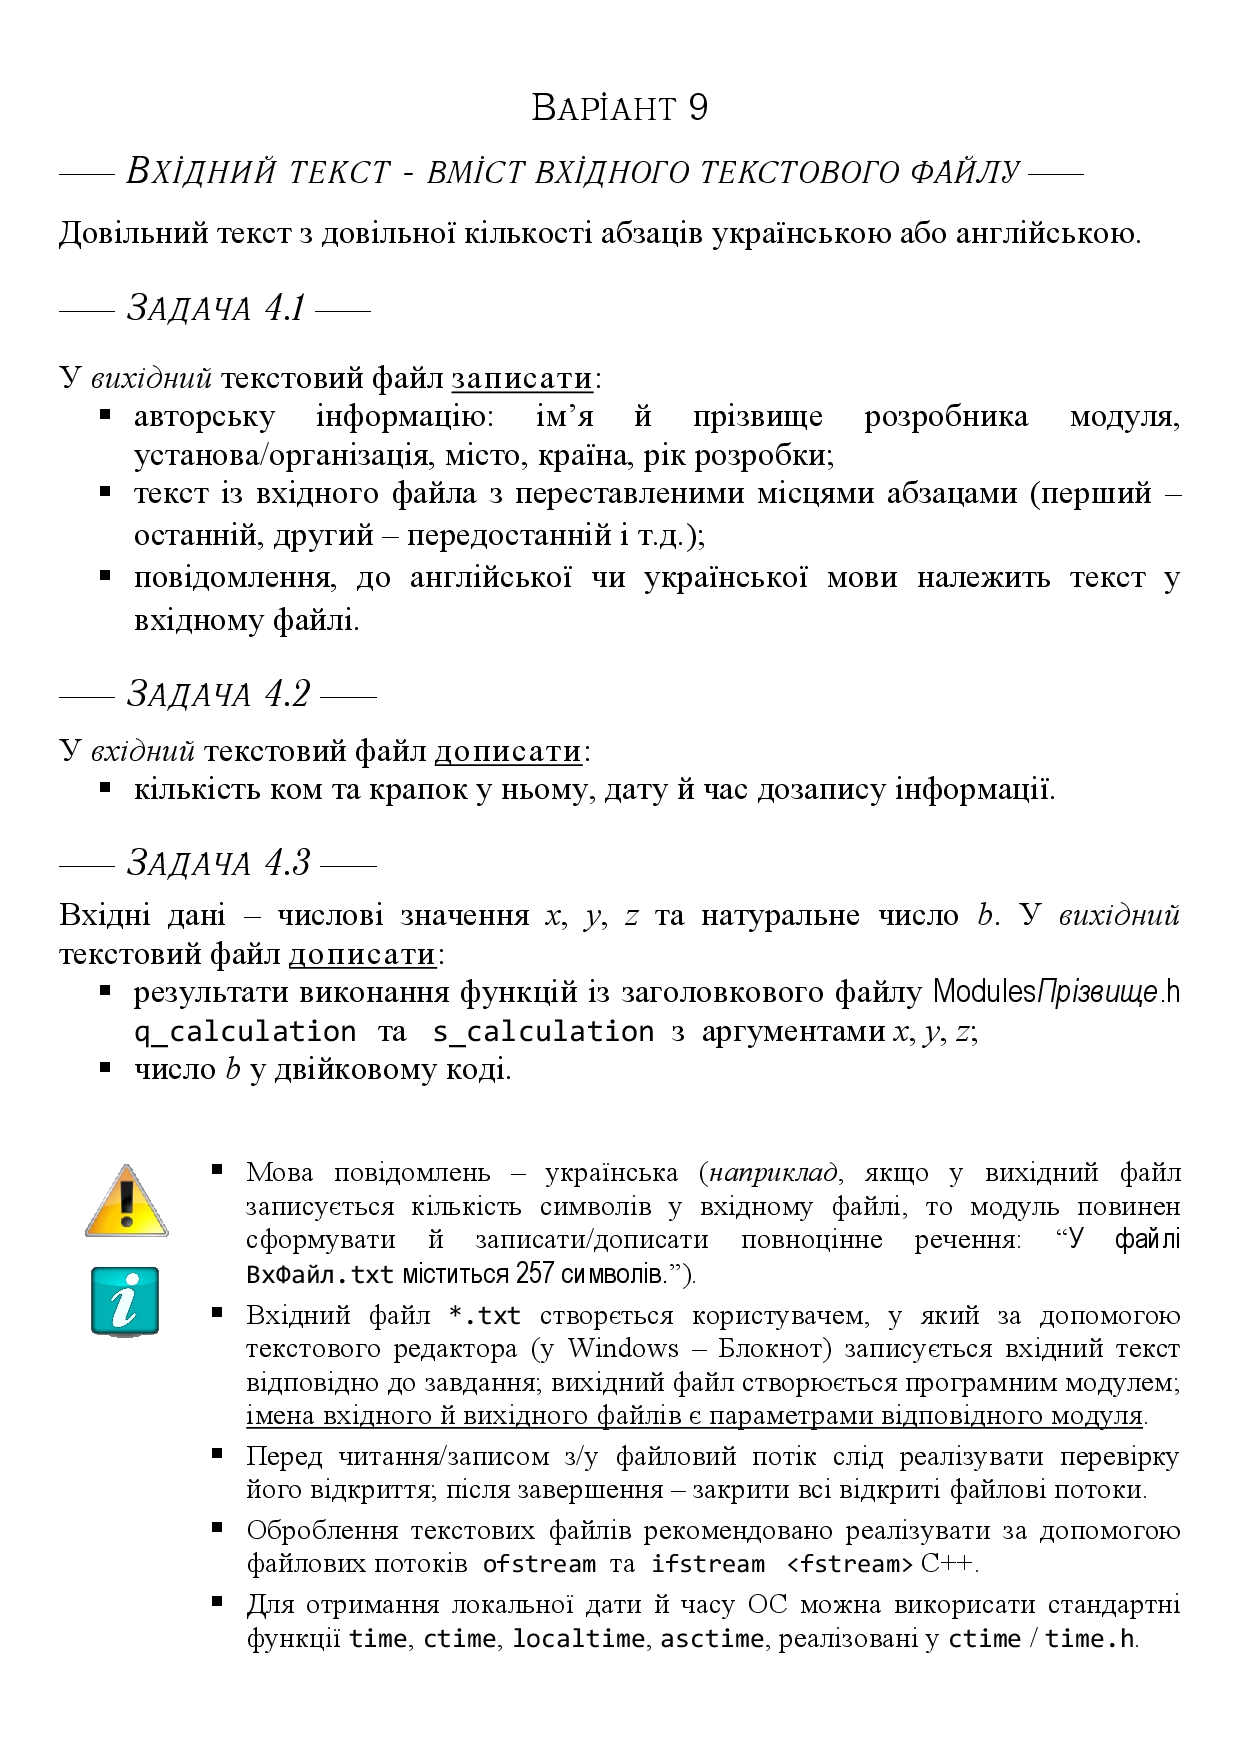 Варіант 9
Вхідний текст - вміст вхідного текстового файлу
Довільний текст з довільної кількості абзаців українською або англійською.
Задача 4.1
У вихідний текстовий файл записати:
▪ авторську інформацію: ім’я й прізвище розробника модуля,
установа/організація, місто, країна, рік розробки;
▪ текст із вхідного файла з переставленими місцями абзацами (перший –
останній, другий – передостанній і т.д.);
▪ повідомлення, до англійської чи української мови належить текст у
вхідному файлі.
Задача 4.2
У вхідний текстовий файл дописати:
▪ кількість ком та крапок у ньому, дату й час дозапису інформації.
Задача 4.3
Вхідні дані – числові значення x, y, z та натуральне число b. У вихідний
текстовий файл дописати:
▪ результати виконання функцій із заголовкового файлу ModulesПрізвище.h
q_calculation та s_calculation з аргументами x, y, z;
▪ число b у двійковому коді.
▪ Мова повідомлень – українська (наприклад, якщо у вихідний файл
записується кількість символів у вхідному файлі, то модуль повинен
сформувати й записати/дописати повноцінне речення: “У файлі
ВхФайл.txt міститься 257 символів.”).
▪ Вхідний файл *.txt створється користувачем, у який за допомогою
текстового редактора (у Windows – Блокнот) записується вхідний текст
відповідно до завдання; вихідний файл створюється програмним модулем;
імена вхідного й вихідного файлів є параметрами відповідного модуля.
▪ Перед читання/записом з/у файловий потік слід реалізувати перевірку
його відкриття; після завершення – закрити всі відкриті файлові потоки.
▪ Оброблення текстових файлів рекомендовано реалізувати за допомогою
файлових потоків ofstream та ifstream <fstream> С++.
▪ Для отримання локальної дати й часу ОС можна викорисати стандартні
функції time, ctime, localtime, asctime, реалізовані у ctime / time.h.